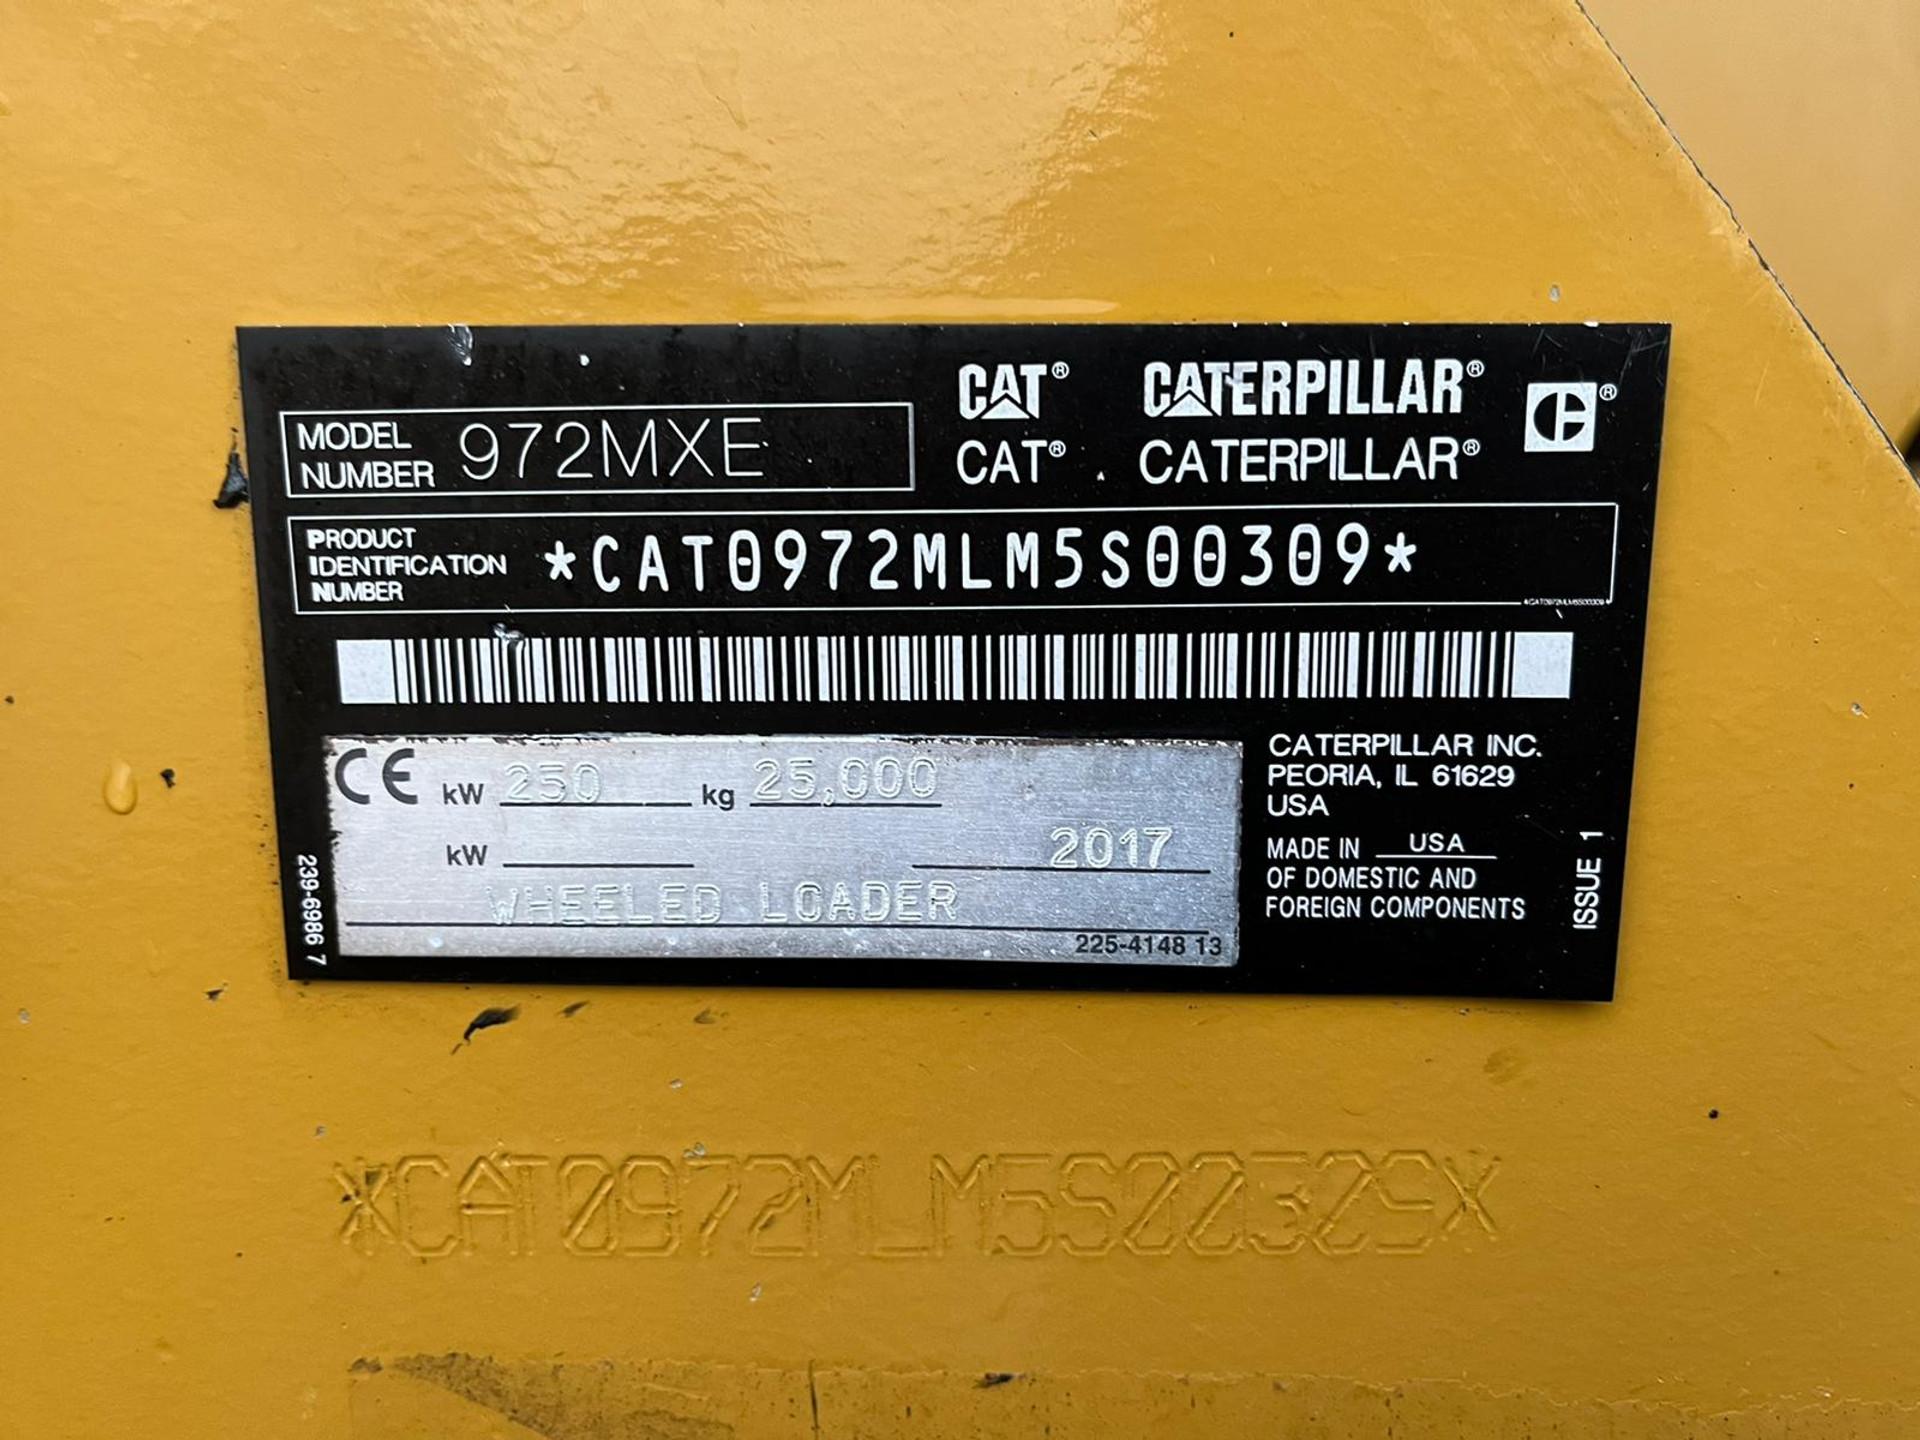 CAT® CATERPILLAR®
MODEL NUMBER 972MXE
CAT® CATERPILLAR®
PRODUCT IDENTIFICATION NUMBER *CAT0972MLM5S00309*
*CAT0972MLM5S00309*
CE kW 250 kg 25,000
kW 2017
WHEELED LOADER
225-4148 13
239-6986 7
CATERPILLAR INC.
PEORIA, IL 61629
USA
MADE IN USA
OF DOMESTIC AND
FOREIGN COMPONENTS
ISSUE 1
*CAT0972MLM5S00309*